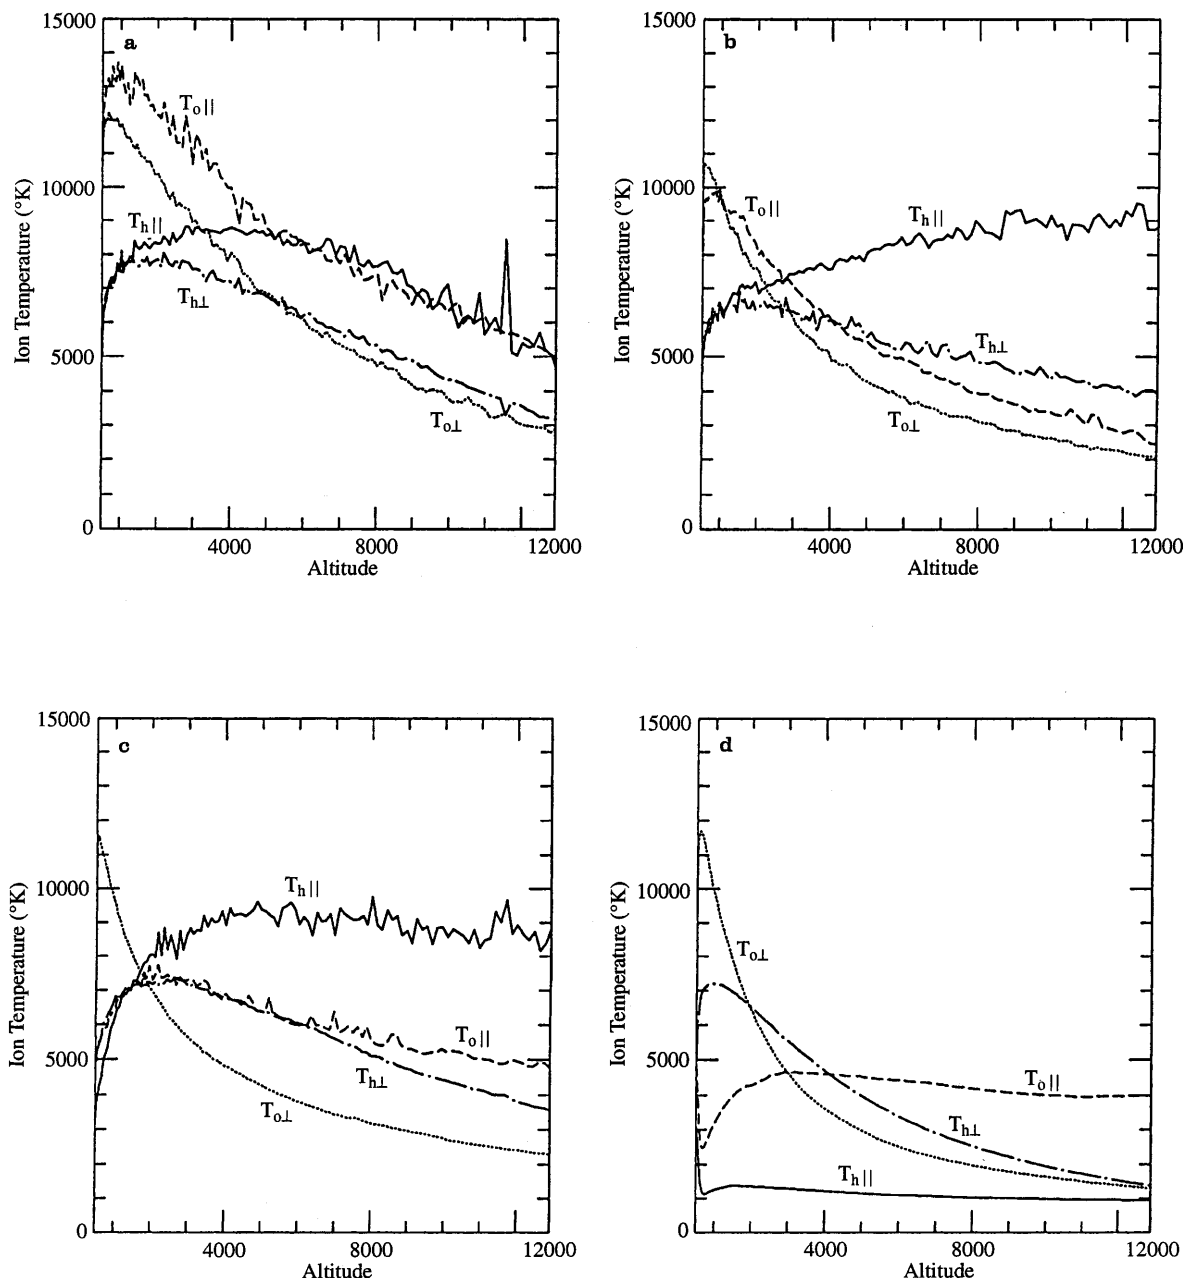 15000
a
To||
10000
Th||
Ion Temperature (°K)
Th⊥
5000
To⊥
0
4000 8000 12000
Altitude
15000
b
10000
To||
Th||
Ion Temperature (°K)
Th⊥
5000
To⊥
0
4000 8000 12000
Altitude
15000
c
10000
Th||
Ion Temperature (°K)
To||
5000
Th⊥
To⊥
0
4000 8000 12000
Altitude
15000
d
10000
To⊥
Ion Temperature (°K)
5000
To||
Th⊥
Th||
0
4000 8000 12000
Altitude